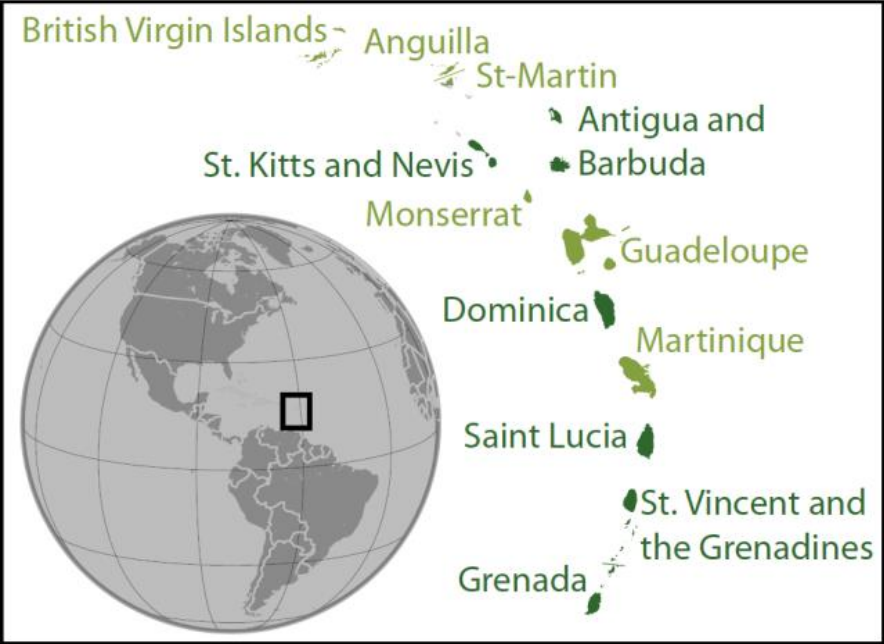 British Virgin Islands
Anguilla
St-Martin
Antigua and
Barbuda
St. Kitts and Nevis
Monserrat
Guadeloupe
Dominica
Martinique
Saint Lucia
St. Vincent and
the Grenadines
Grenada